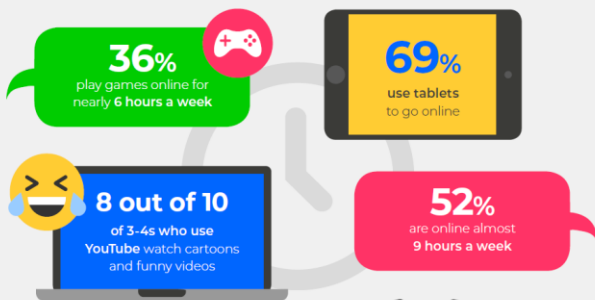 36%
play games online for
nearly 6 hours a week
69%
use tablets
to go online
8 out of 10
of 3-4s who use
YouTube watch cartoons
and funny videos
52%
are online almost
9 hours a week